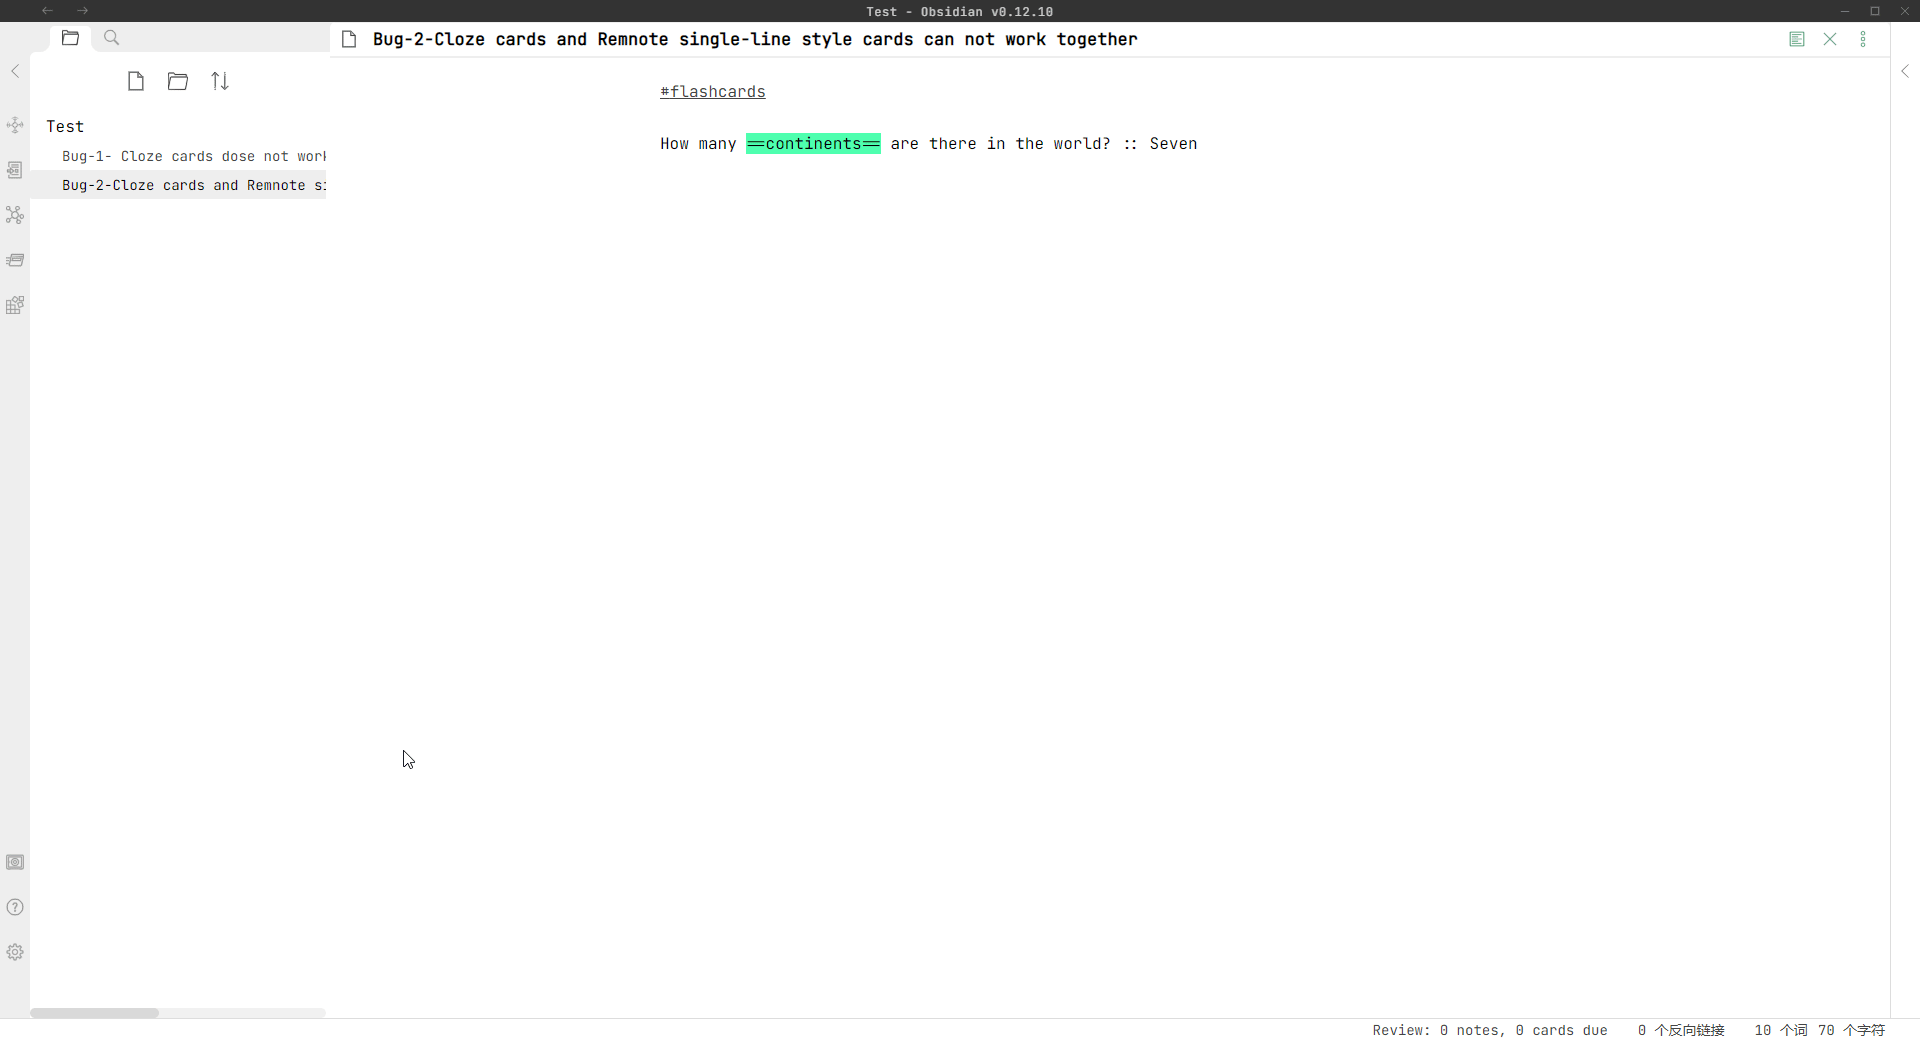 Test - Obsidian v0.12.10
Bug-2-Cloze cards and Remnote single-line style cards can not work together
#flashcards
How many ==continents== are there in the world? :: Seven
Test
Bug-1- Cloze cards dose not work
Bug-2-Cloze cards and Remnote si
Review: 0 notes, 0 cards due 0 个反向链接 10 个词 70 个字符